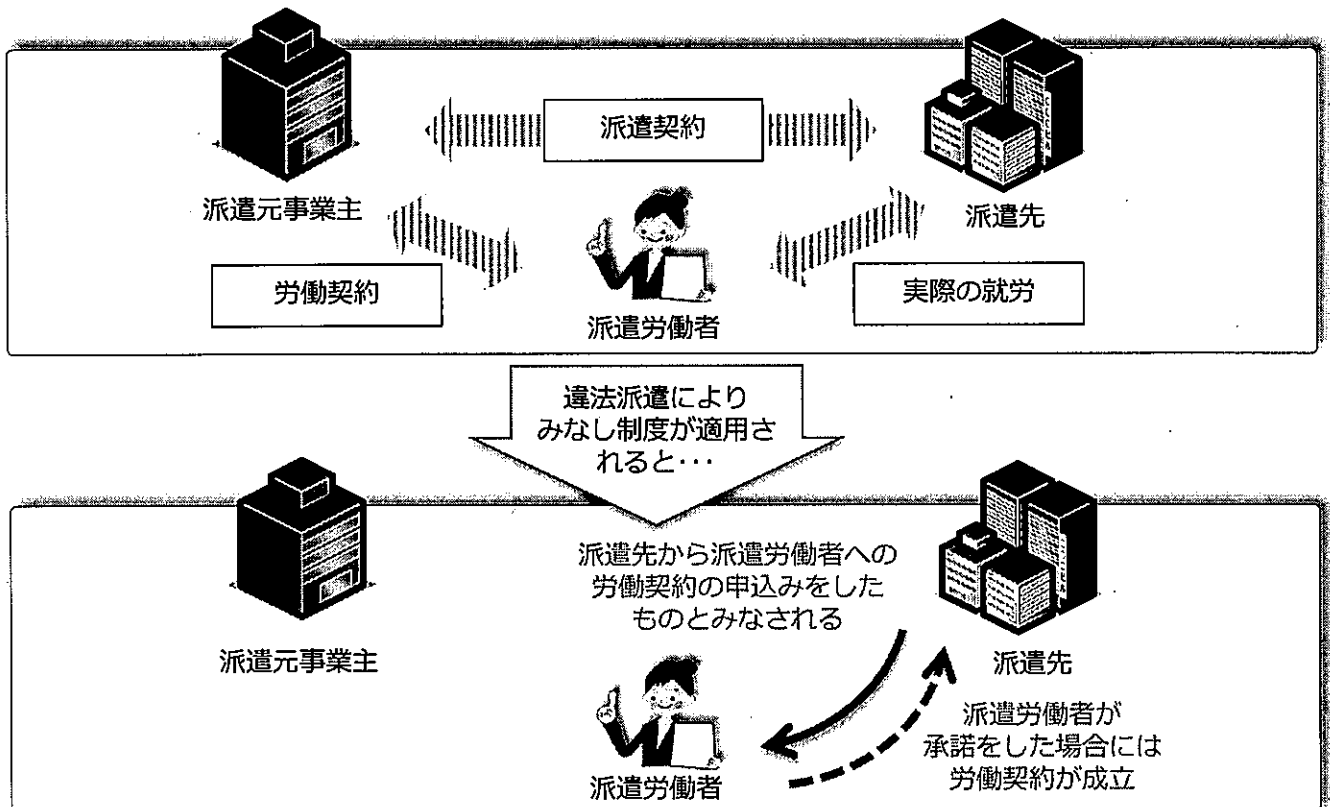 派遣契約
派遣元事業主
派遣先
労働契約
実際の就労
派遣労働者
違法派遣により
みなし制度が適用さ
れると･･･
派遣先から派遣労働者への
労働契約の申込みをした
ものとみなされる
派遣元事業主
派遣先
派遣労働者が
承諾をした場合には
労働契約が成立
派遣労働者